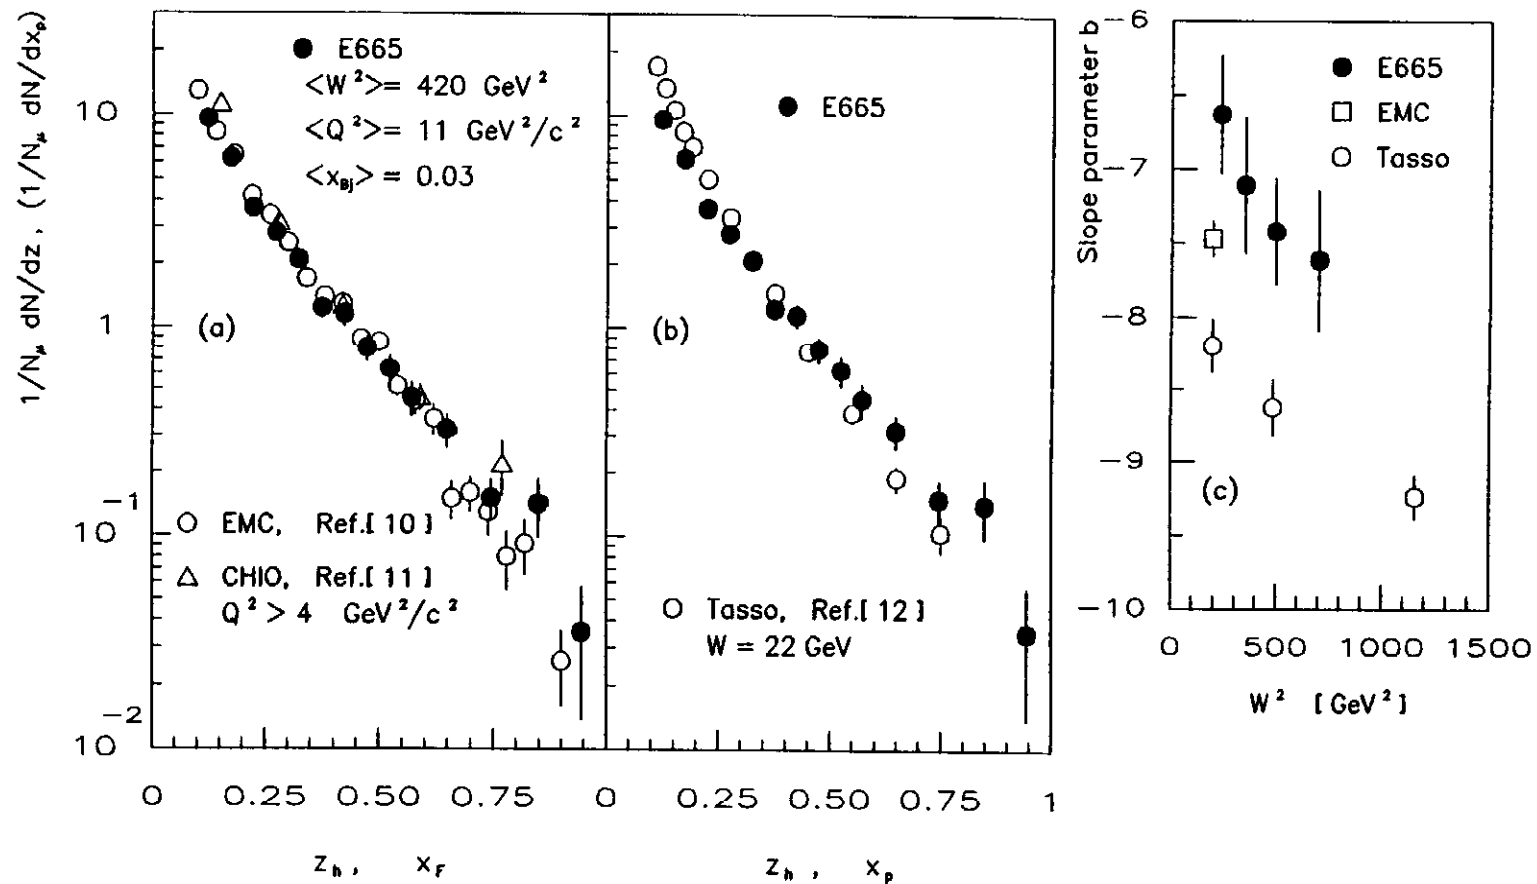 1/N_μ dN/dz , (1/N_μ dN/dx_p)
10
1
10⁻¹
10⁻²
● E665
<W²>= 420 GeV²
<Q²>= 11 GeV²/c²
<x_Bj> = 0.03
(a)
○ EMC, Ref.[10]
△ CHIO, Ref.[11]
Q² > 4 GeV²/c²
0 0.25 0.50 0.75
z_h , x_F
● E665
(b)
○ Tasso, Ref.[12]
W = 22 GeV
0 0.25 0.50 0.75 1
z_h , x_p
Slope parameter b
−6
−7
−8
−9
−10
● E665
□ EMC
○ Tasso
(c)
0 500 1000 1500
W² [GeV²]